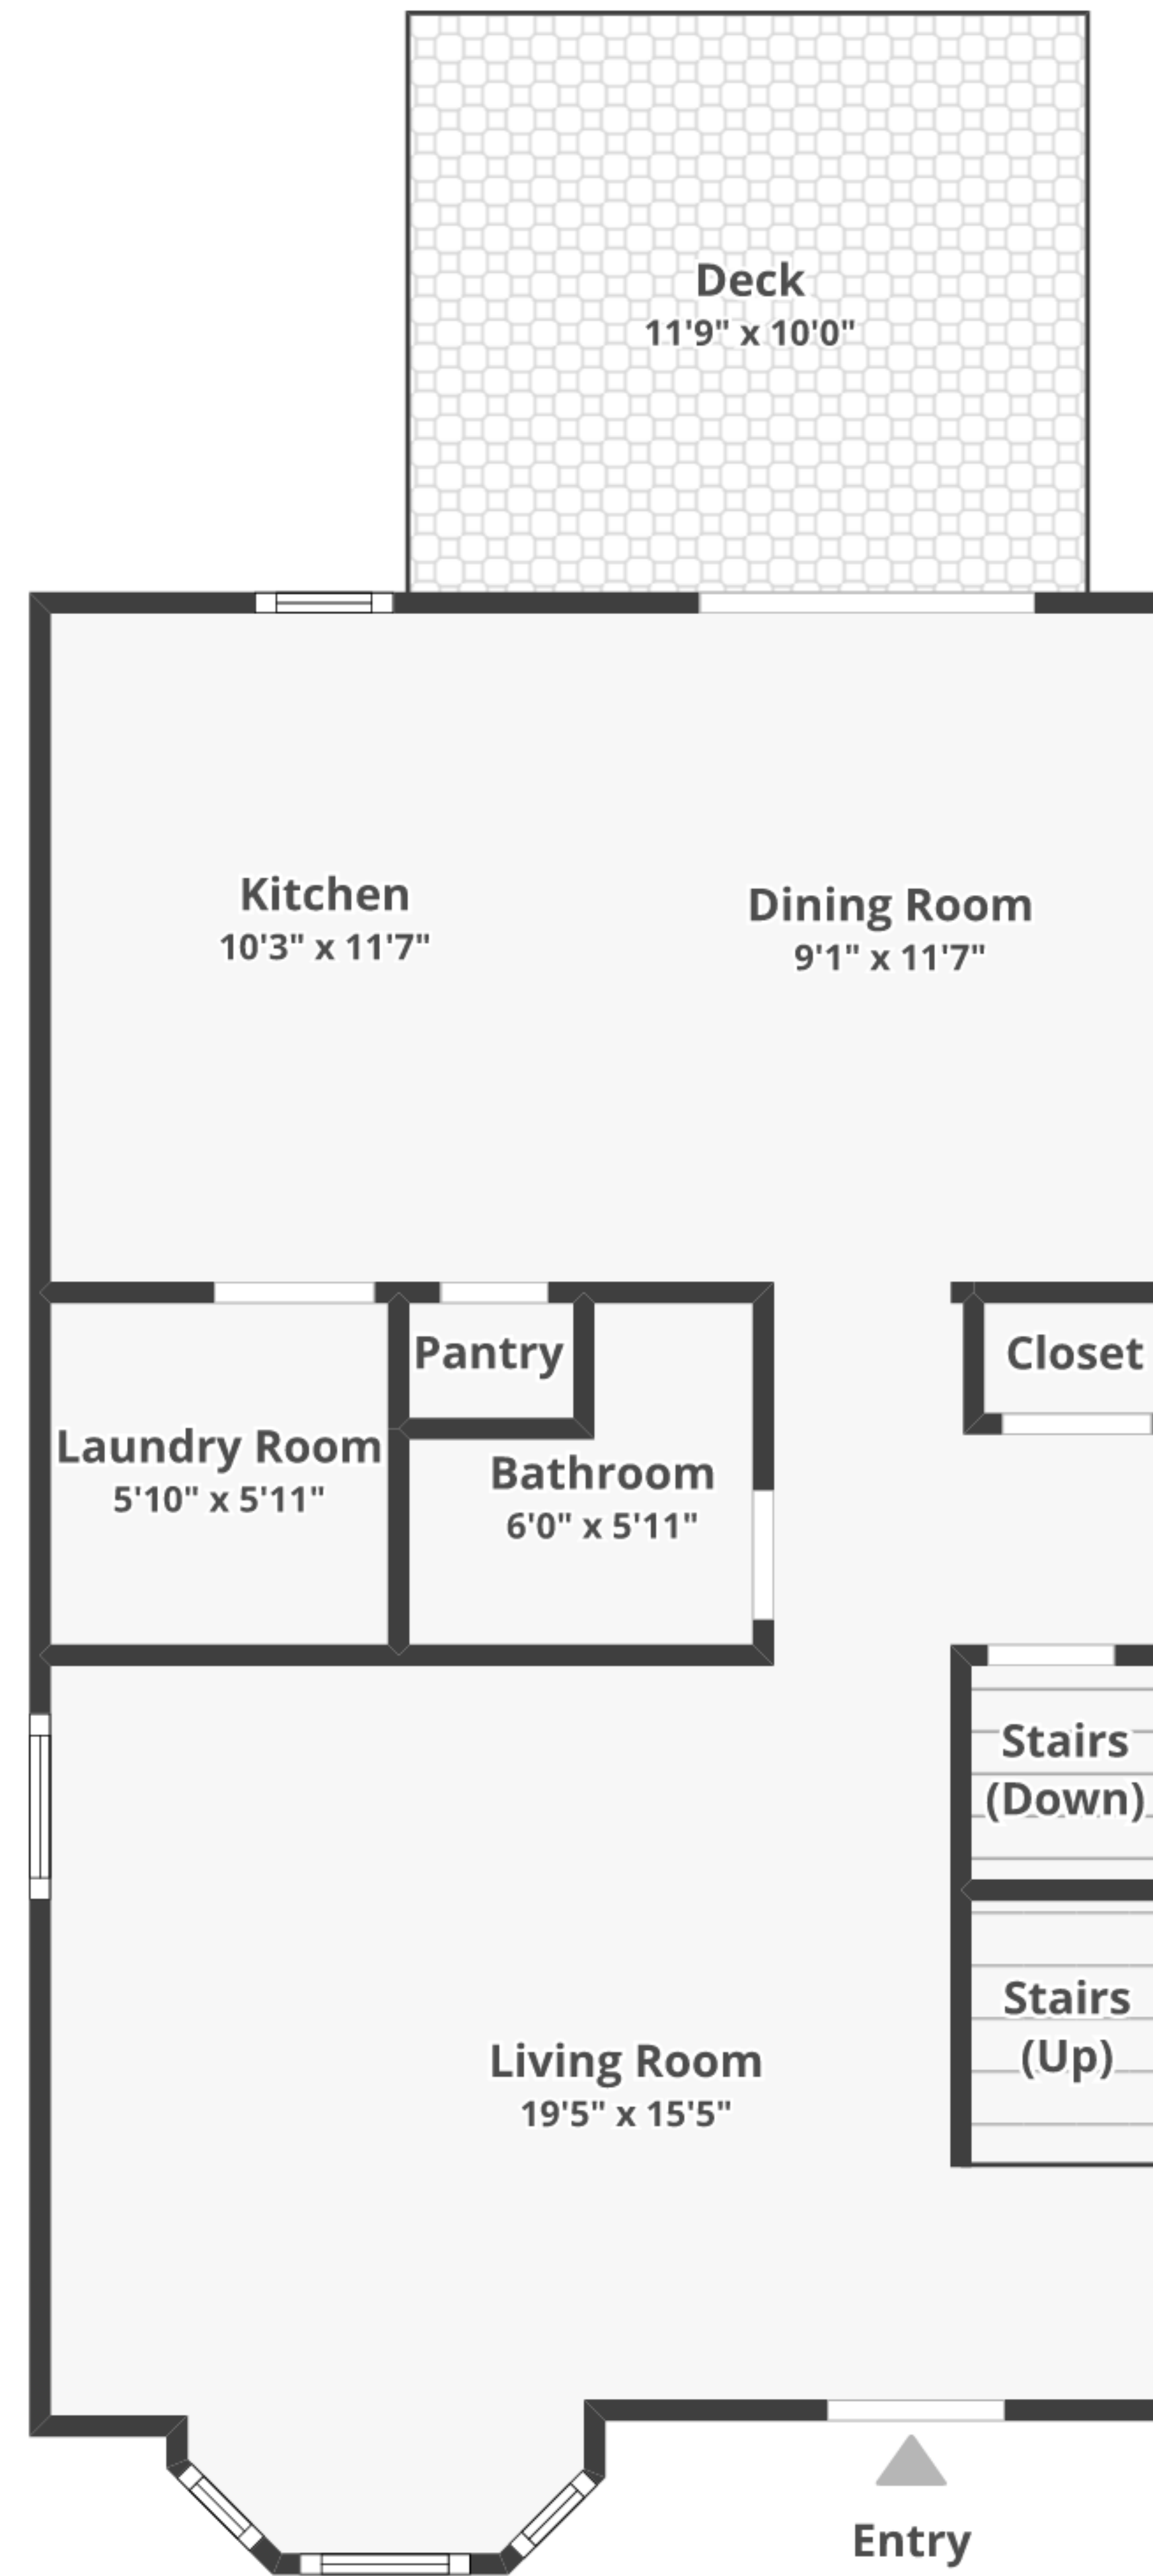 Deck
11'9" x 10'0"
Kitchen
10'3" x 11'7"
Dining Room
9'1" x 11'7"
Pantry
Closet
Laundry Room
5'10" x 5'11"
Bathroom
6'0" x 5'11"
Stairs
(Down)
Stairs
(Up)
Living Room
19'5" x 15'5"
Entry